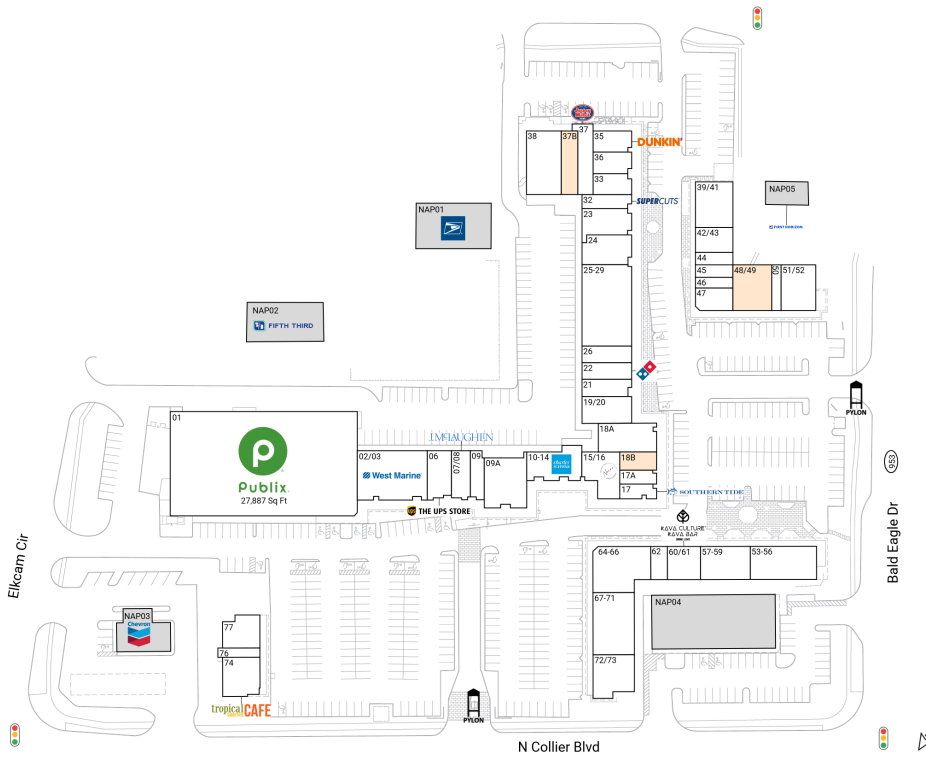 37
38
37B
35
DUNKIN'
36
33
32
SUPERCUTS
23
24
25-29
26
22
21
19/20
18A
39/41
NAP05
FIRST HORIZON
42/43
44
45
46
47
48/49
50
51/52
NAP01
NAP02
FIFTH THIRD
PYLON
953
Bald Eagle Dr
01
Publix
27,887 Sq Ft
J.McLAUGHLIN
02/03
West Marine
06
07/08
09
09A
10-14
charles
SCHWAB
15/16
18B
17A
17
THE UPS STORE
SOUTHERN TIDE
KAVA CULTURE
KAVA BAR
64-66
62
60/61
57-59
53-56
67-71
72/73
NAP04
Elkcam Cir
NAP03
Chevron
77
76
74
tropical CAFE
PYLON
N Collier Blvd